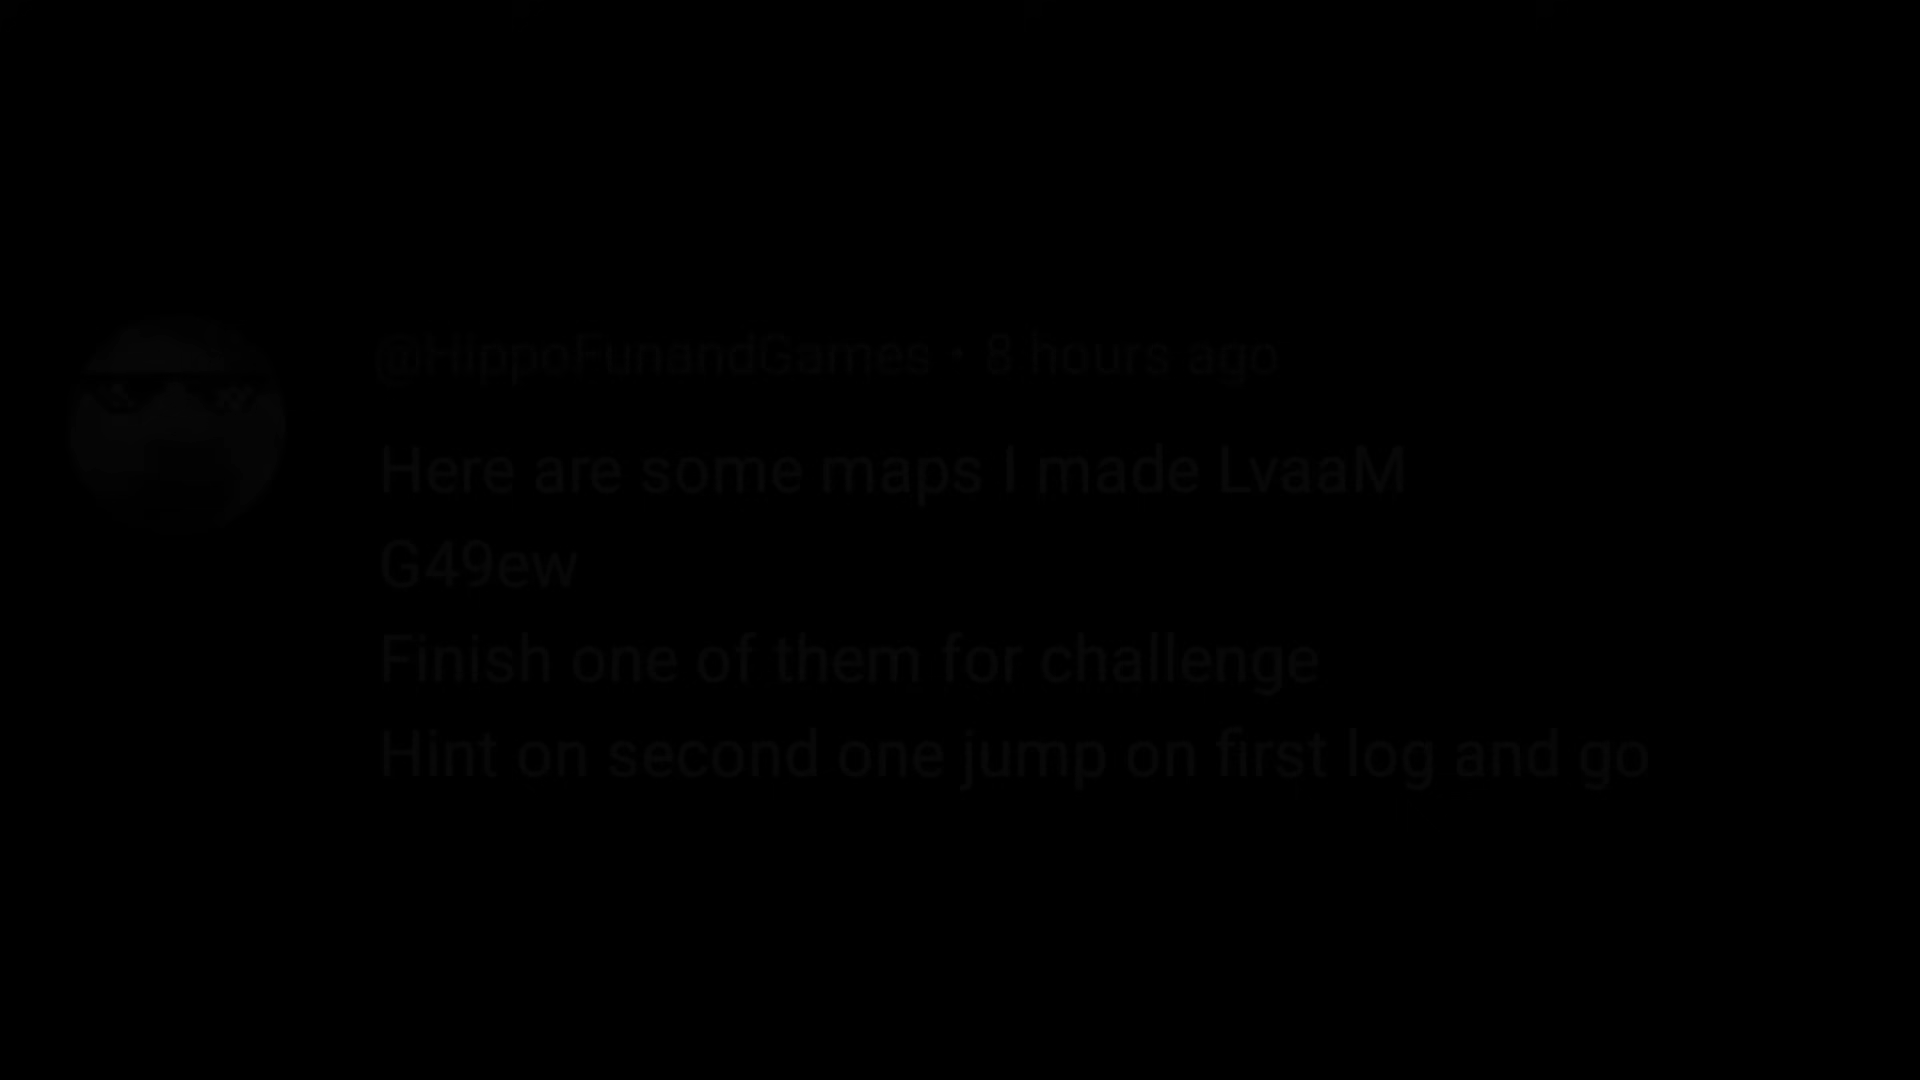 @HippoFunandGames · 8 hours ago
Here are some maps I made LvaaM
G49ew
Finish one of them for challenge
Hint on second one jump on first log and go